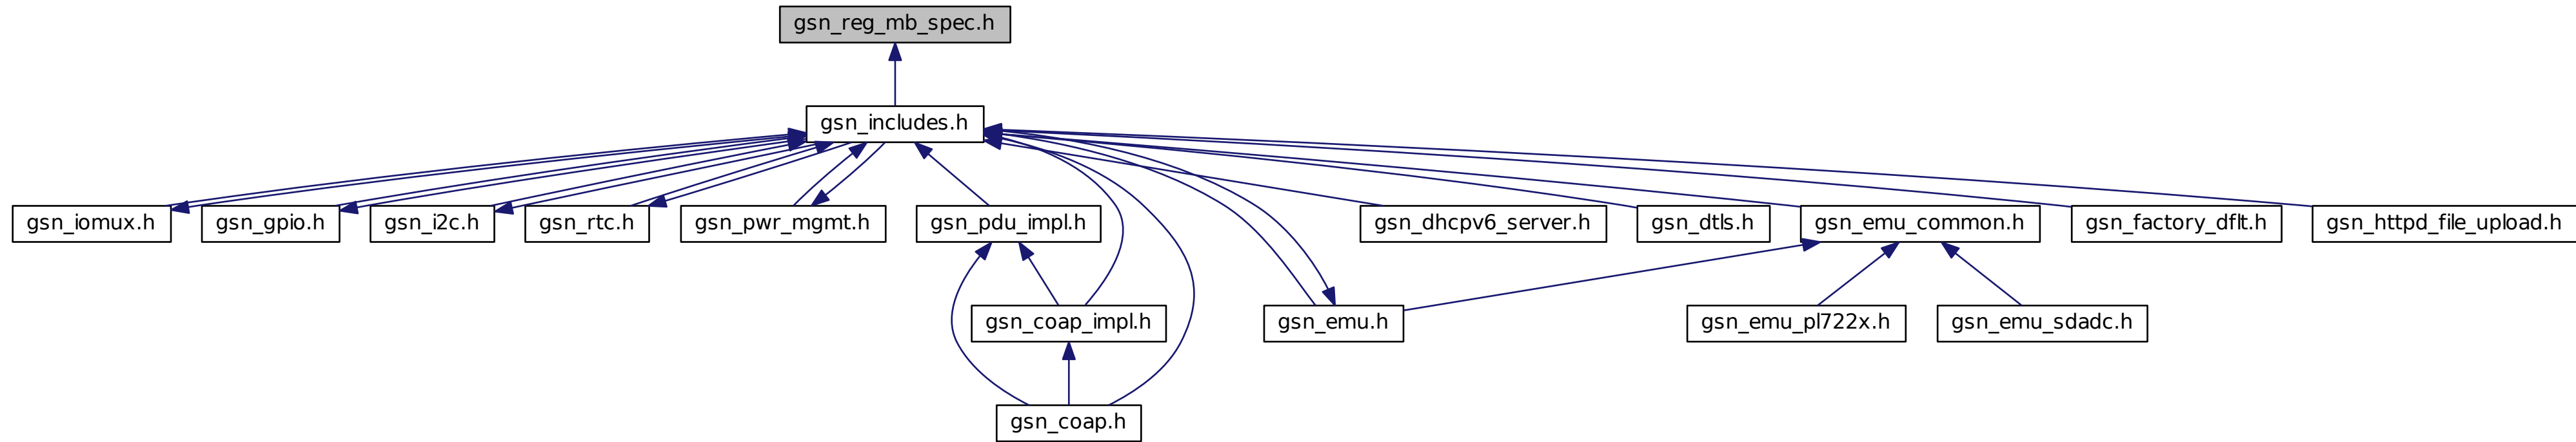 gsn_reg_mb_spec.h
gsn_includes.h
gsn_iomux.h
gsn_gpio.h
gsn_i2c.h
gsn_rtc.h
gsn_pwr_mgmt.h
gsn_pdu_impl.h
gsn_dhcpv6_server.h
gsn_dtls.h
gsn_emu_common.h
gsn_factory_dflt.h
gsn_httpd_file_upload.h
gsn_coap_impl.h
gsn_emu.h
gsn_emu_pl722x.h
gsn_emu_sdadc.h
gsn_coap.h